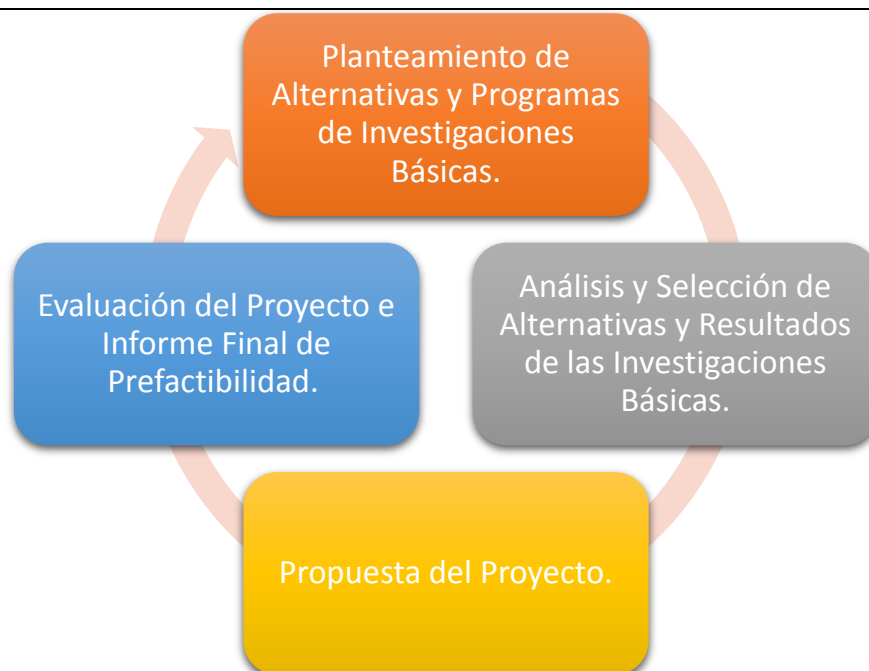 Planteamiento de
Alternativas y Programas
de Investigaciones
Básicas.
Análisis y Selección de
Alternativas y Resultados
de las Investigaciones
Básicas.
Propuesta del Proyecto.
Evaluación del Proyecto e
Informe Final de
Prefactibilidad.